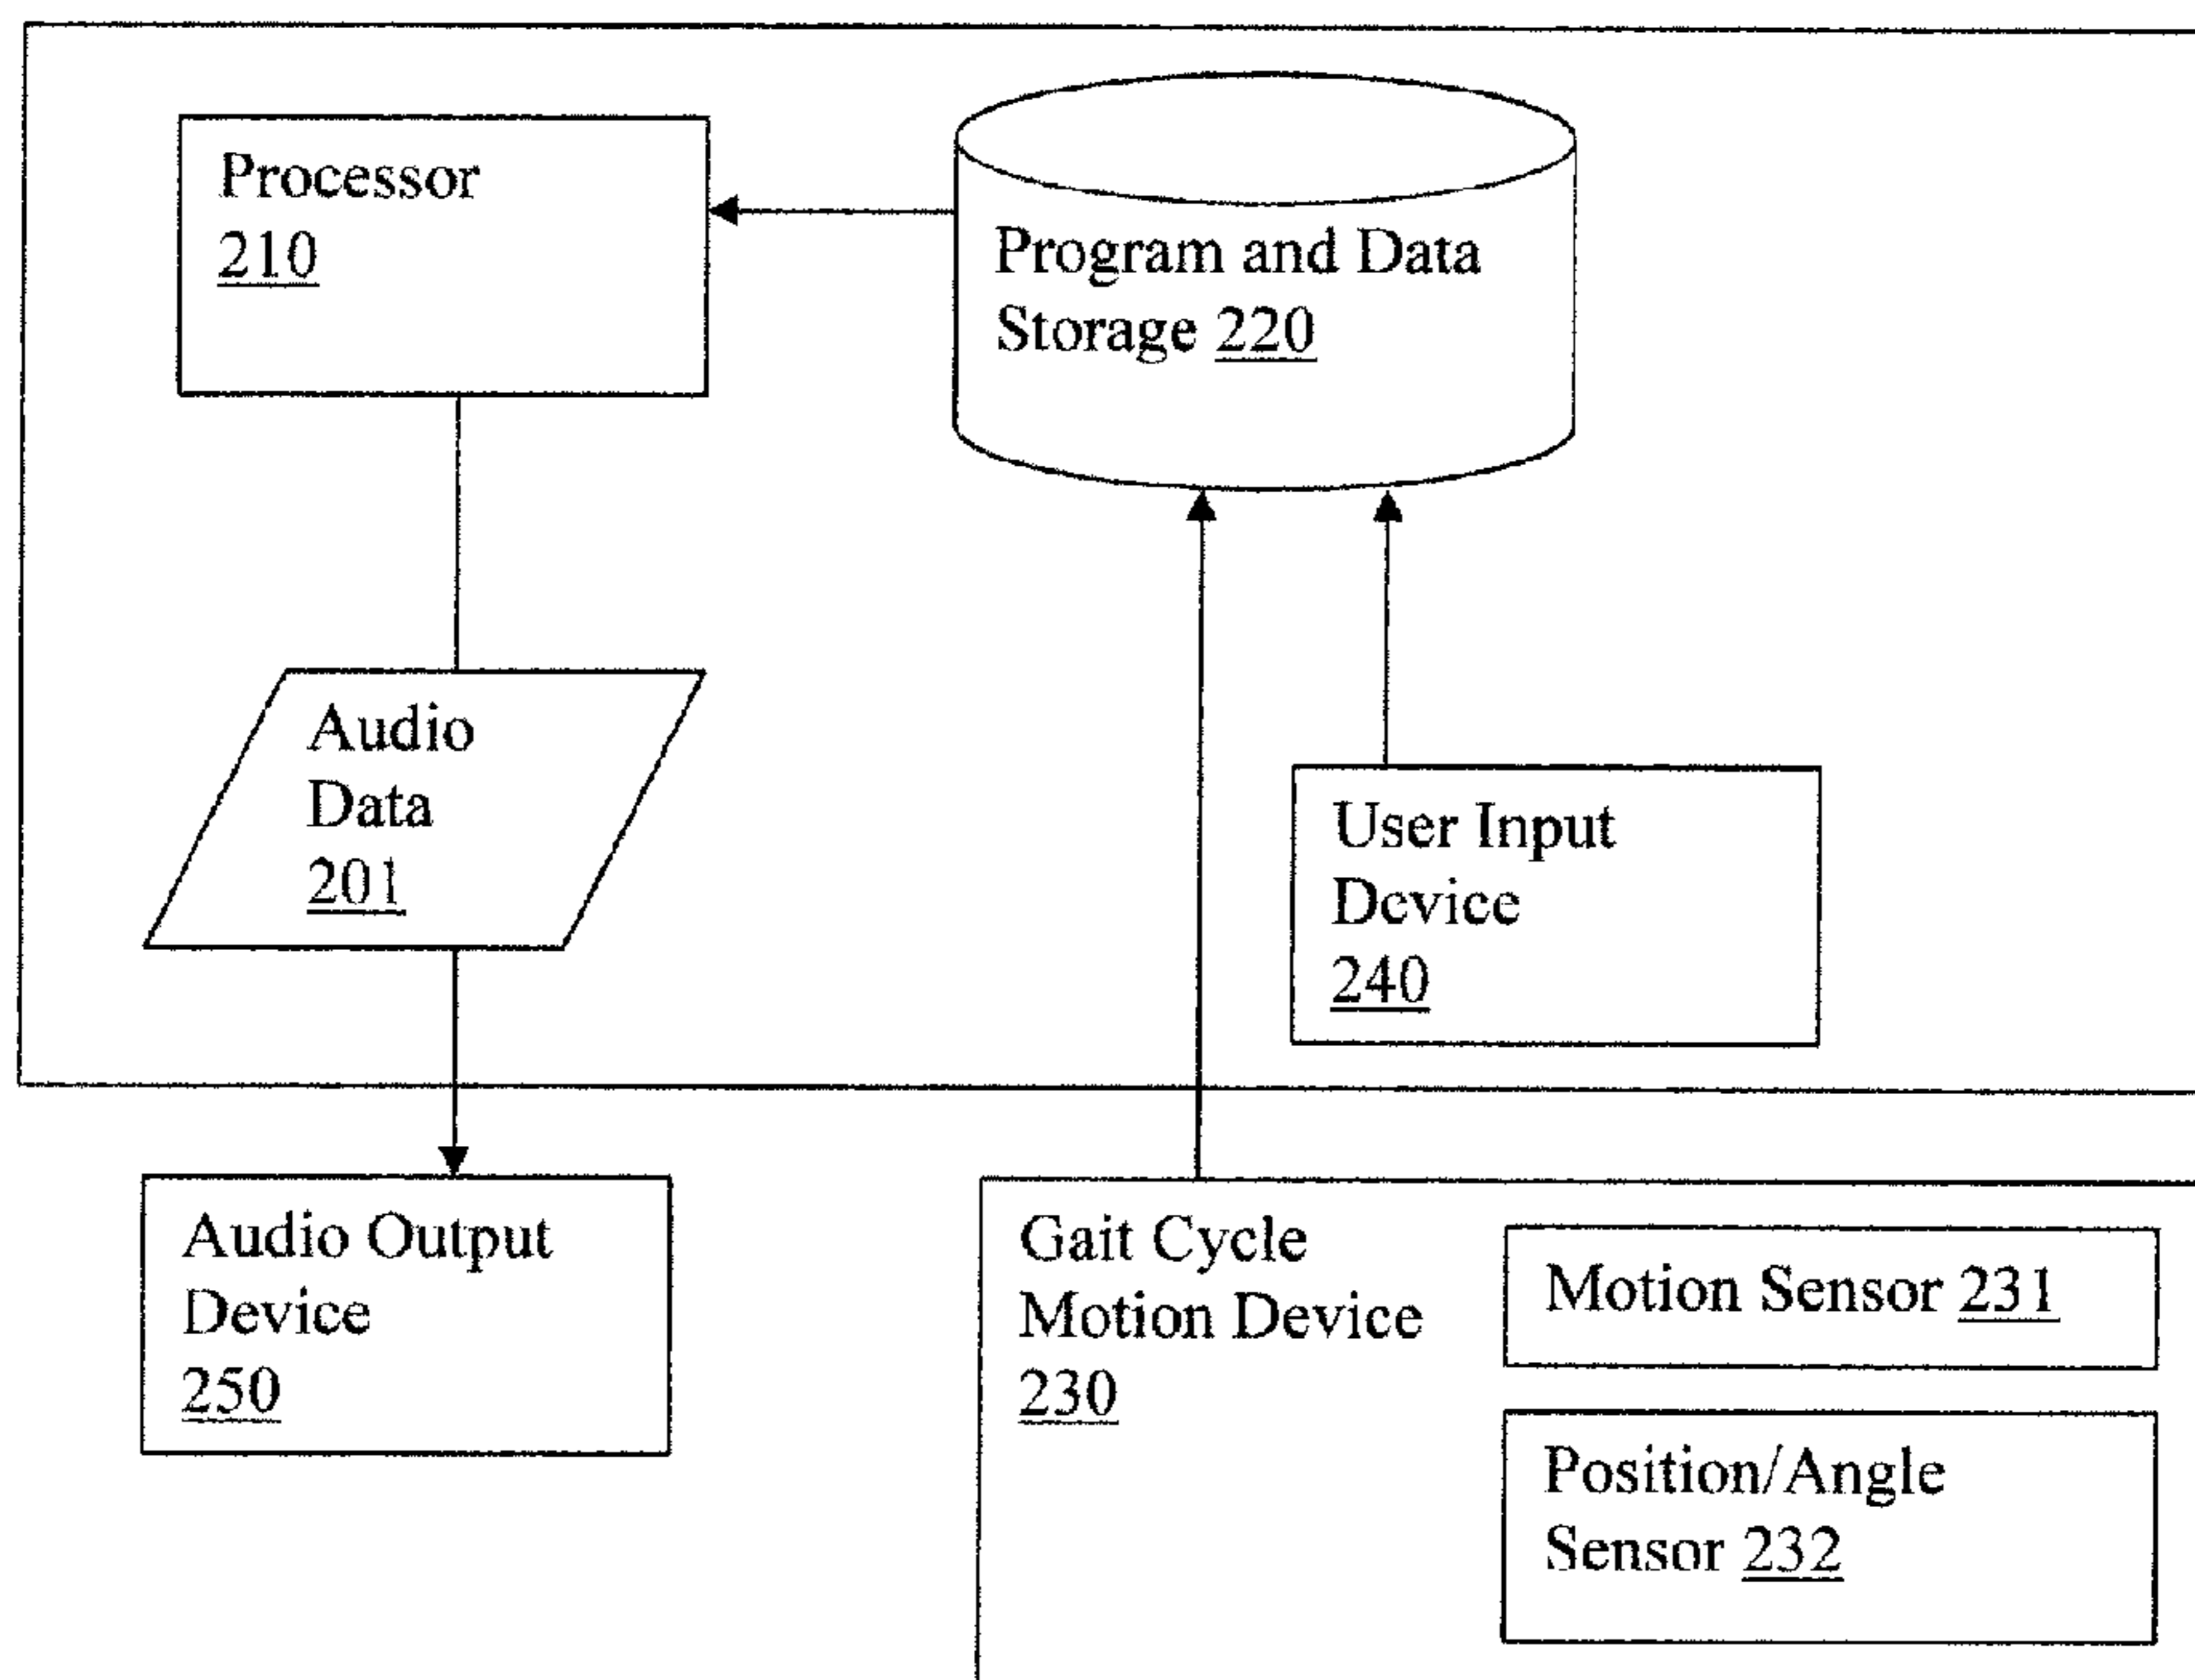 Processor
210
Program and Data
Storage 220
Audio
Data
201
User Input
Device
240
Audio Output
Device
250
Gait Cycle
Motion Device
230
Motion Sensor 231
Position/Angle
Sensor 232